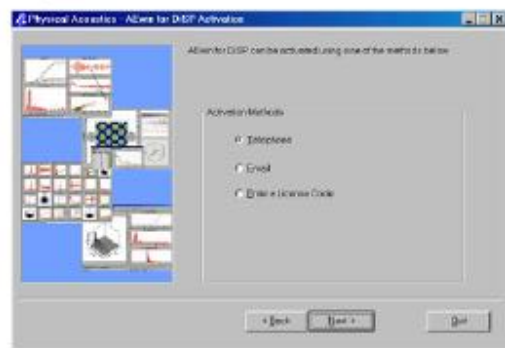 Physical Acoustics - AEwin for DiSP Activation
AEwin for DiSP can be activated using one of the methods below
Activation Methods
Telephone
Email
Enter a License Code
< Back
Next >
Quit